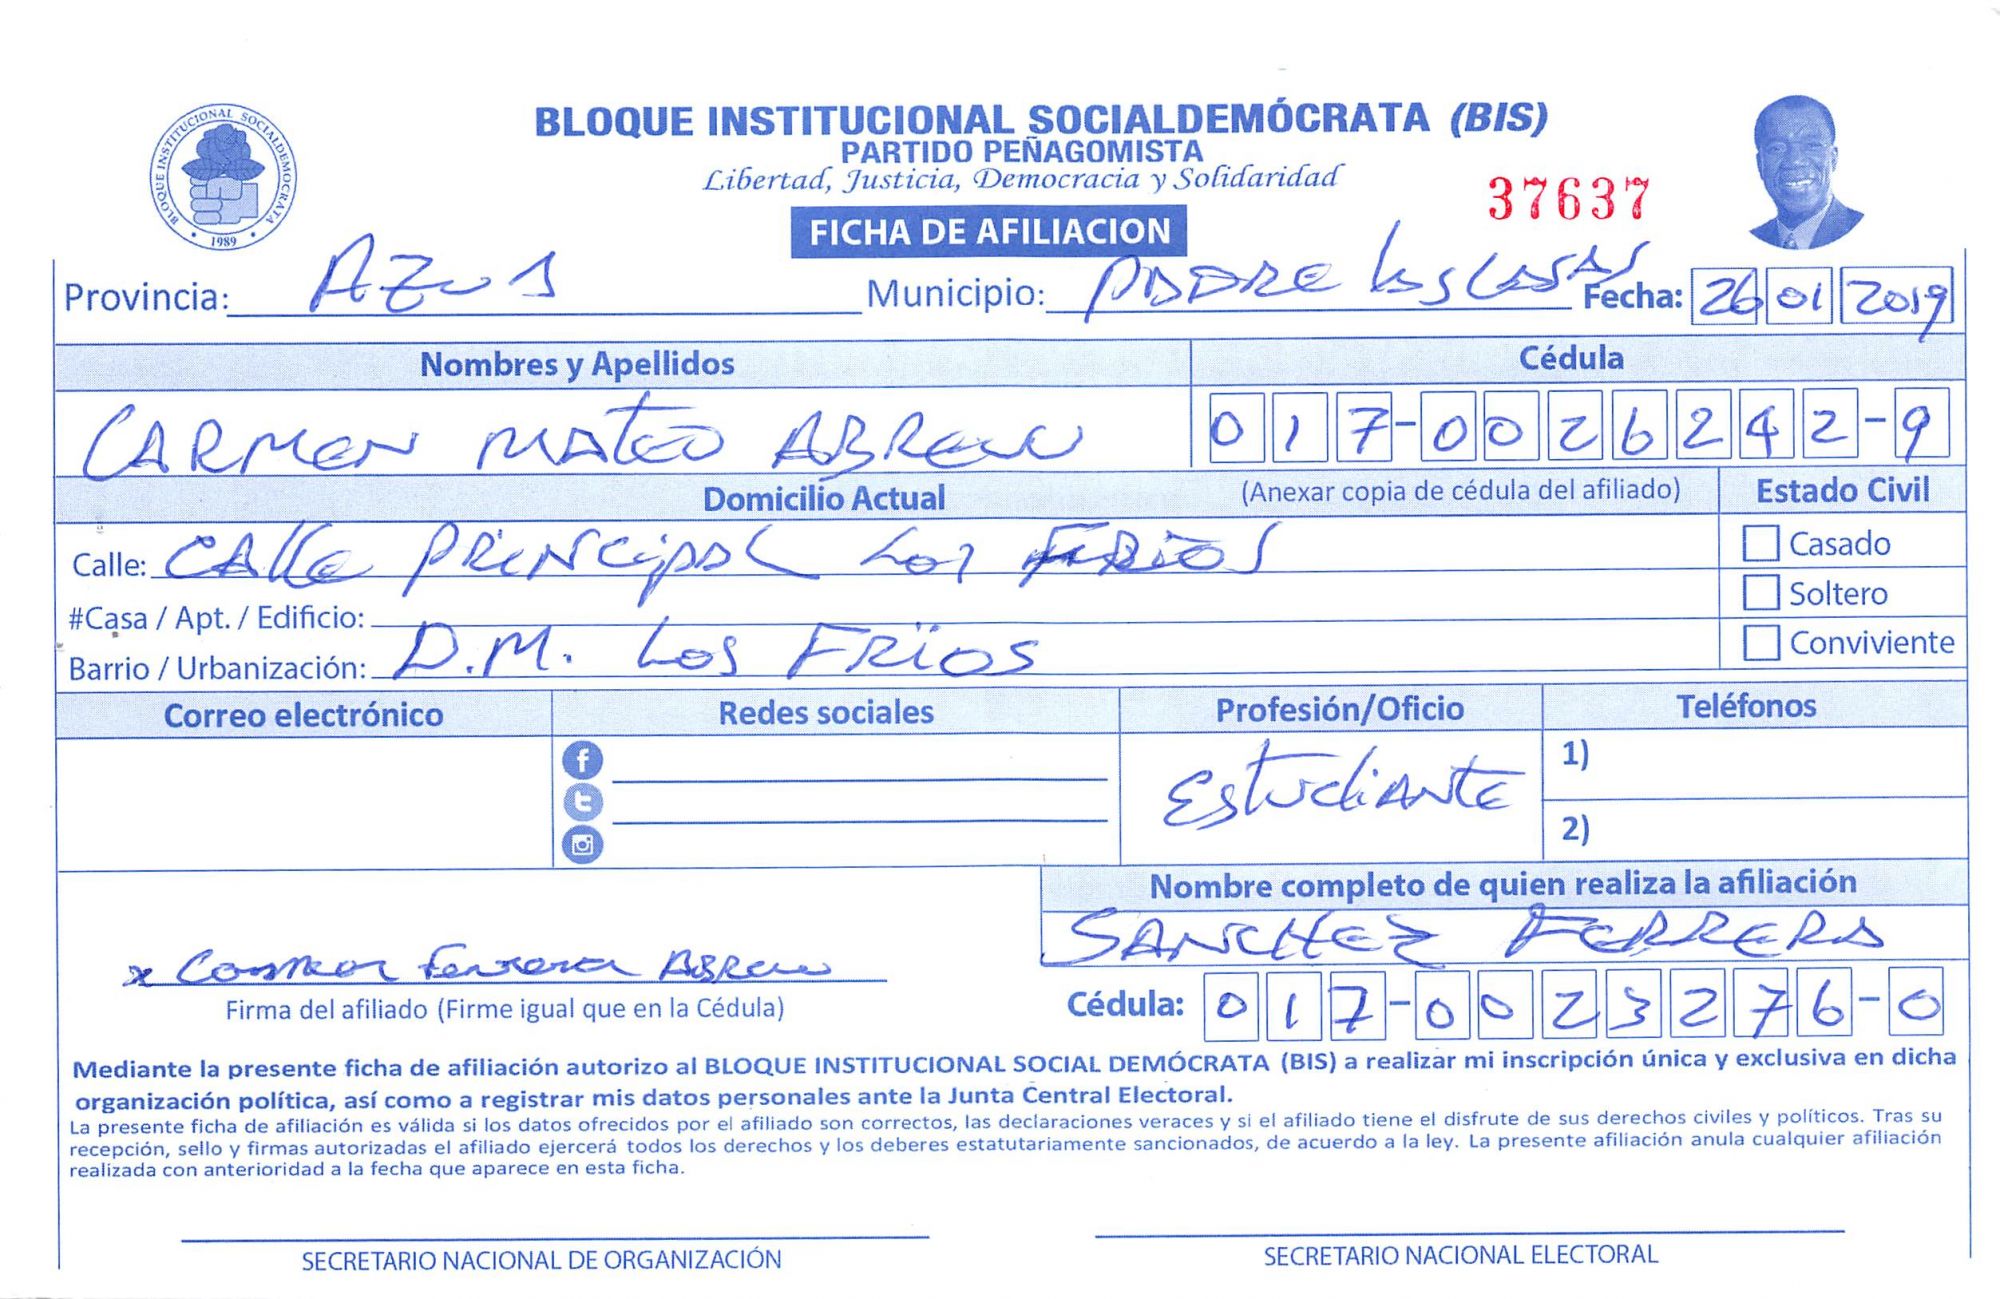 BLOQUE INSTITUCIONAL SOCIALDEMOCRATA
1989
BLOQUE INSTITUCIONAL SOCIALDEMÓCRATA (BIS)
PARTIDO PEÑAGOMISTA
Libertad, Justicia, Democracia y Solidaridad
37637
FICHA DE AFILIACION
Provincia: AZUA Municipio: PADRE las CASAS Fecha: 26 01 2019
Nombres y Apellidos Cédula
CARMEN MATEO ABREU 017-0026242-9
Domicilio Actual (Anexar copia de cédula del afiliado) Estado Civil
Calle: CAlle PRINCipAL Los FRIOS Casado
#Casa / Apt. / Edificio: Soltero
Barrio / Urbanización: D.M. Los FRIOS Conviviente
Correo electrónico Redes sociales Profesión/Oficio Teléfonos
EstudiANTE 1)
2)
Nombre completo de quien realiza la afiliación
SANCHEZ FERRERA
x Carmen Ferrera Abreu
Firma del afiliado (Firme igual que en la Cédula) Cédula: 017-0023276-0
Mediante la presente ficha de afiliación autorizo al BLOQUE INSTITUCIONAL SOCIAL DEMÓCRATA (BIS) a realizar mi inscripción única y exclusiva en dicha
organización política, así como a registrar mis datos personales ante la Junta Central Electoral.
La presente ficha de afiliación es válida si los datos ofrecidos por el afiliado son correctos, las declaraciones veraces y si el afiliado tiene el disfrute de sus derechos civiles y políticos. Tras su
recepción, sello y firmas autorizadas el afiliado ejercerá todos los derechos y los deberes estatutariamente sancionados, de acuerdo a la ley. La presente afiliación anula cualquier afiliación
realizada con anterioridad a la fecha que aparece en esta ficha.
SECRETARIO NACIONAL DE ORGANIZACIÓN SECRETARIO NACIONAL ELECTORAL